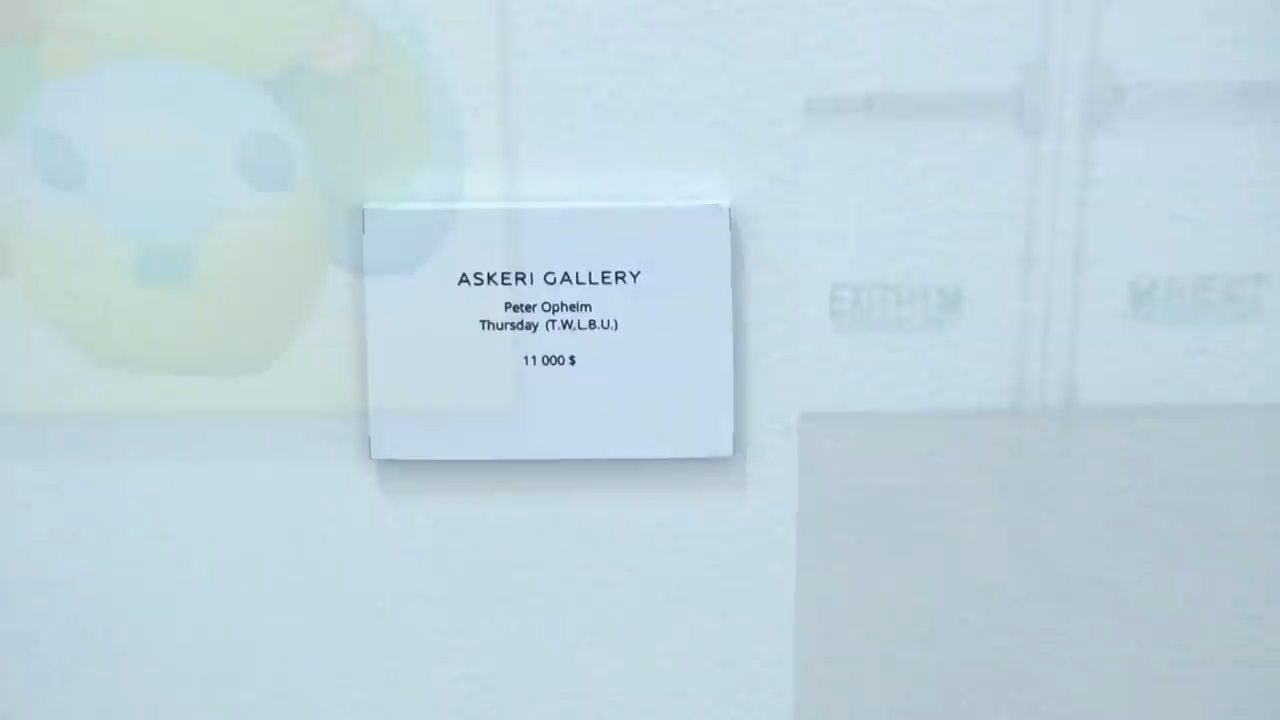 ASKERI GALLERY
Peter Opheim
Thursday (T.W.L.B.U.)
11 000 $